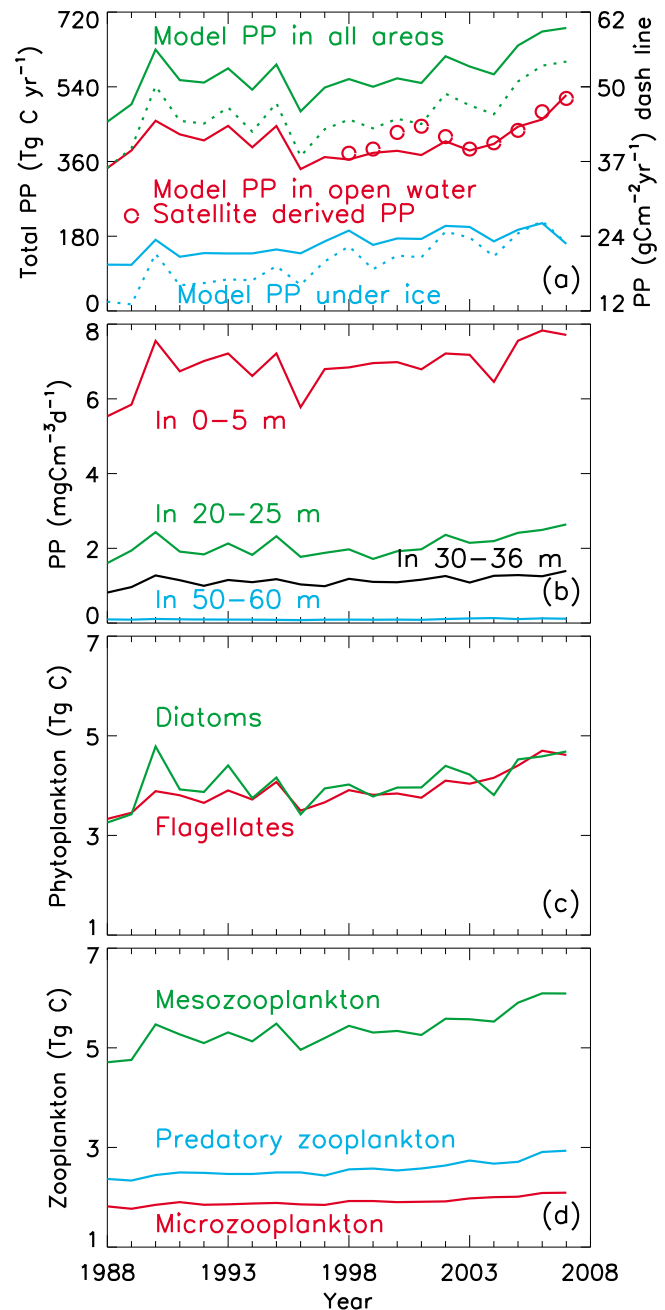 720
540
360
180
0
Total PP (Tg C yr⁻¹)
Model PP in all areas
Model PP in open water
Satellite derived PP
Model PP under ice
(a)
62
50
37
24
12
PP (gCm⁻²yr⁻¹) dash line
8
6
4
2
0
PP (mgCm⁻³d⁻¹)
In 0-5 m
In 20-25 m
In 30-36 m
In 50-60 m
(b)
7
5
3
1
Phytoplankton (Tg C)
Diatoms
Flagellates
(c)
7
5
3
1
Zooplankton (Tg C)
Mesozooplankton
Predatory zooplankton
Microzooplankton
(d)
1988 1993 1998 2003 2008
Year